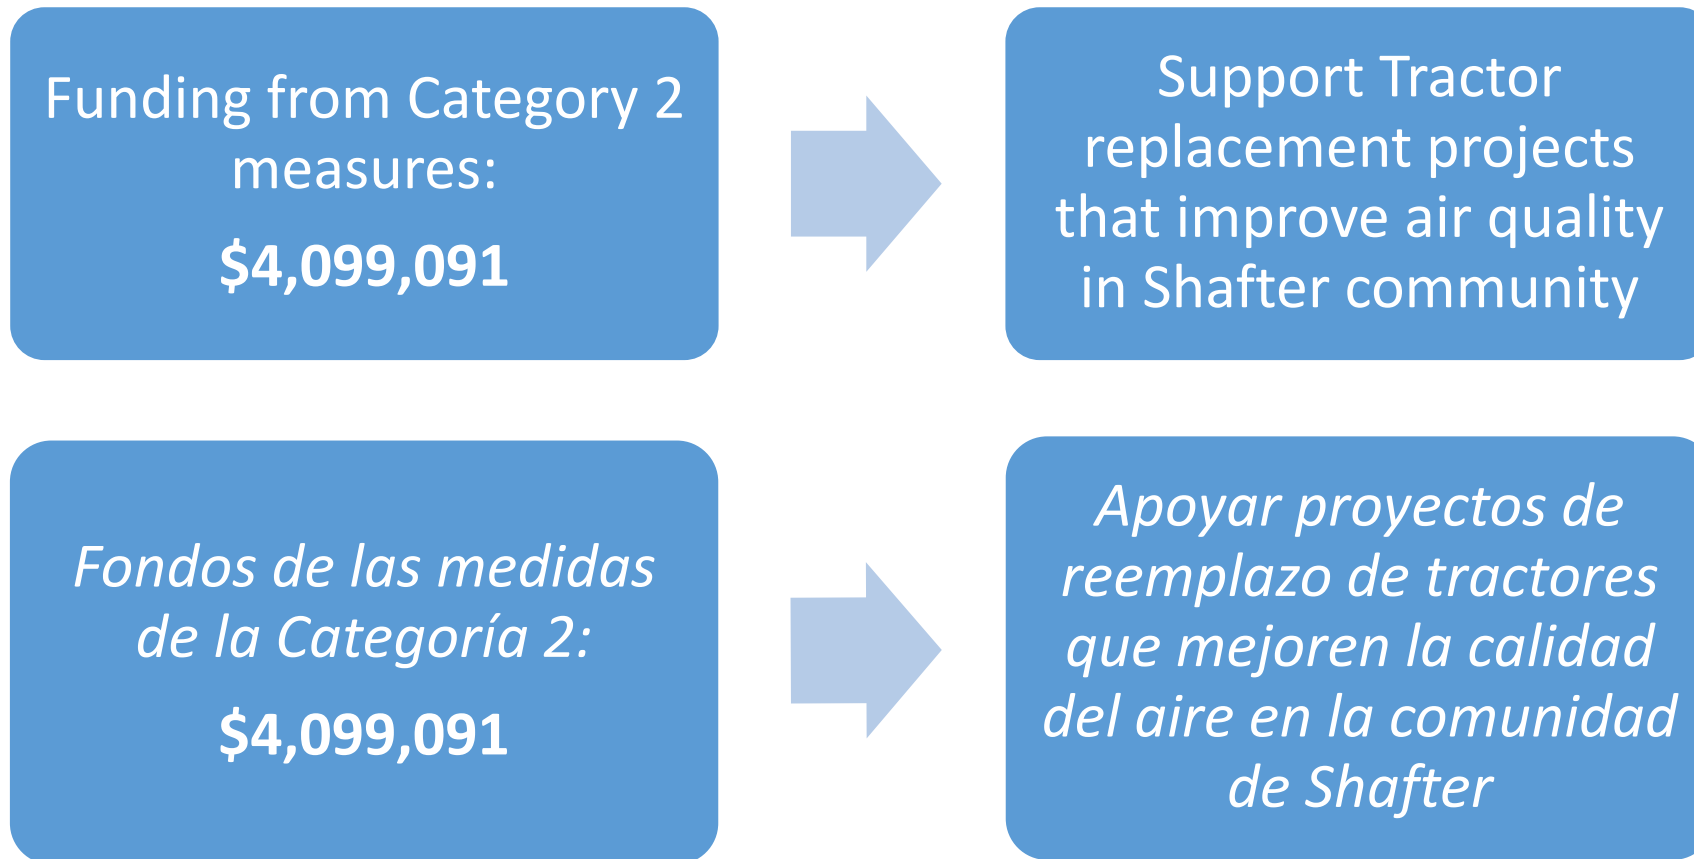 Funding from Category 2
measures:
$4,099,091
Support Tractor
replacement projects
that improve air quality
in Shafter community
Fondos de las medidas
de la Categoría 2:
$4,099,091
Apoyar proyectos de
reemplazo de tractores
que mejoren la calidad
del aire en la comunidad
de Shafter